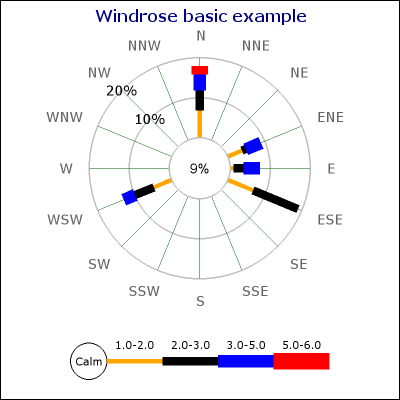 Windrose basic example
N
NNW
NNE
NW
NE
20%
10%
WNW
ENE
W
9%
E
WSW
ESE
SW
SE
SSW
SSE
S
1.0-2.0 2.0-3.0 3.0-5.0 5.0-6.0
Calm